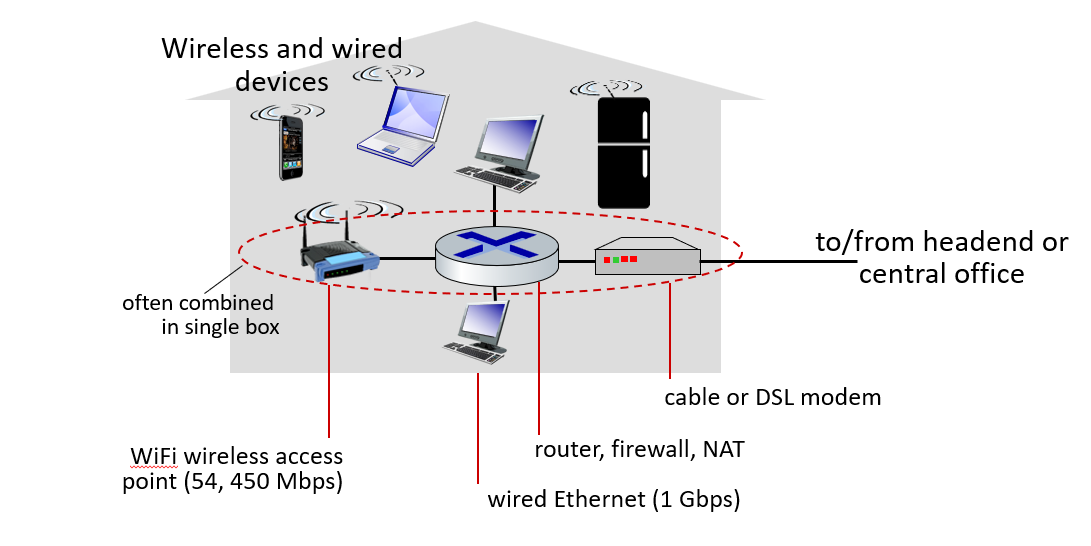 Wireless and wired
devices
to/from headend or
central office
often combined
in single box
cable or DSL modem
router, firewall, NAT
WiFi wireless access
point (54, 450 Mbps)
wired Ethernet (1 Gbps)